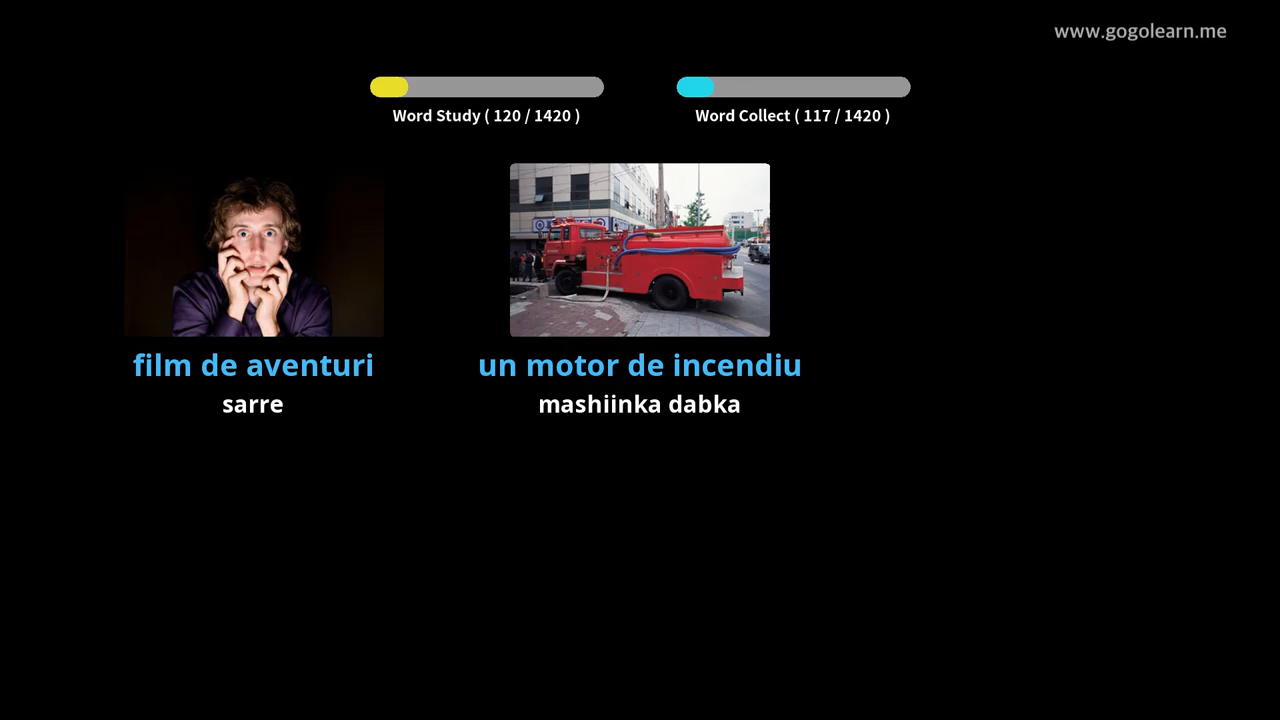 www.gogolearn.me
Word Study ( 120 / 1420 )
Word Collect ( 117 / 1420 )
film de aventuri
sarre
un motor de incendiu
mashiinka dabka